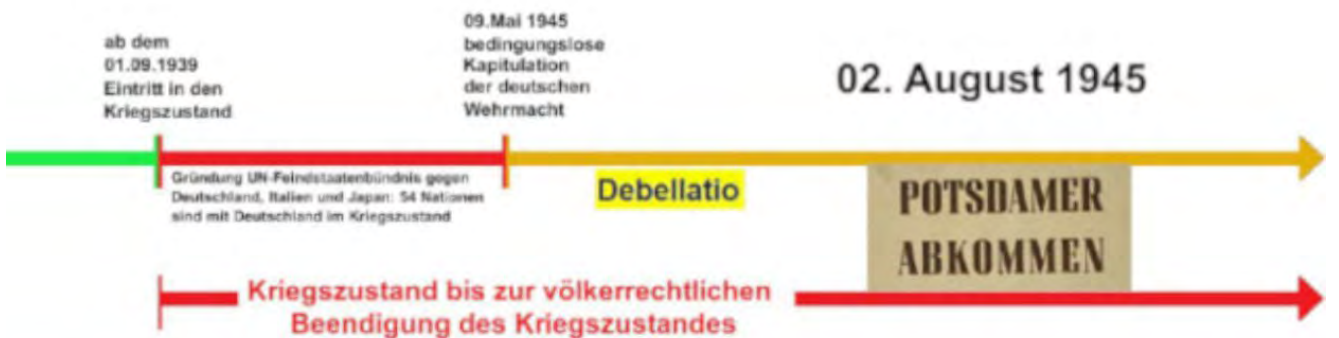 ab dem
01.09.1939
Eintritt in den
Kriegszustand
09.Mai 1945
bedingungslose
Kapitulation
der deutschen
Wehrmacht
02. August 1945
Gründung UN-Feindstaatenbündnis gegen
Deutschland, Italien und Japan: 54 Nationen
sind mit Deutschland im Kriegszustand
Debellatio
POTSDAMER
ABKOMMEN
Kriegszustand bis zur völkerrechtlichen
Beendigung des Kriegszustandes